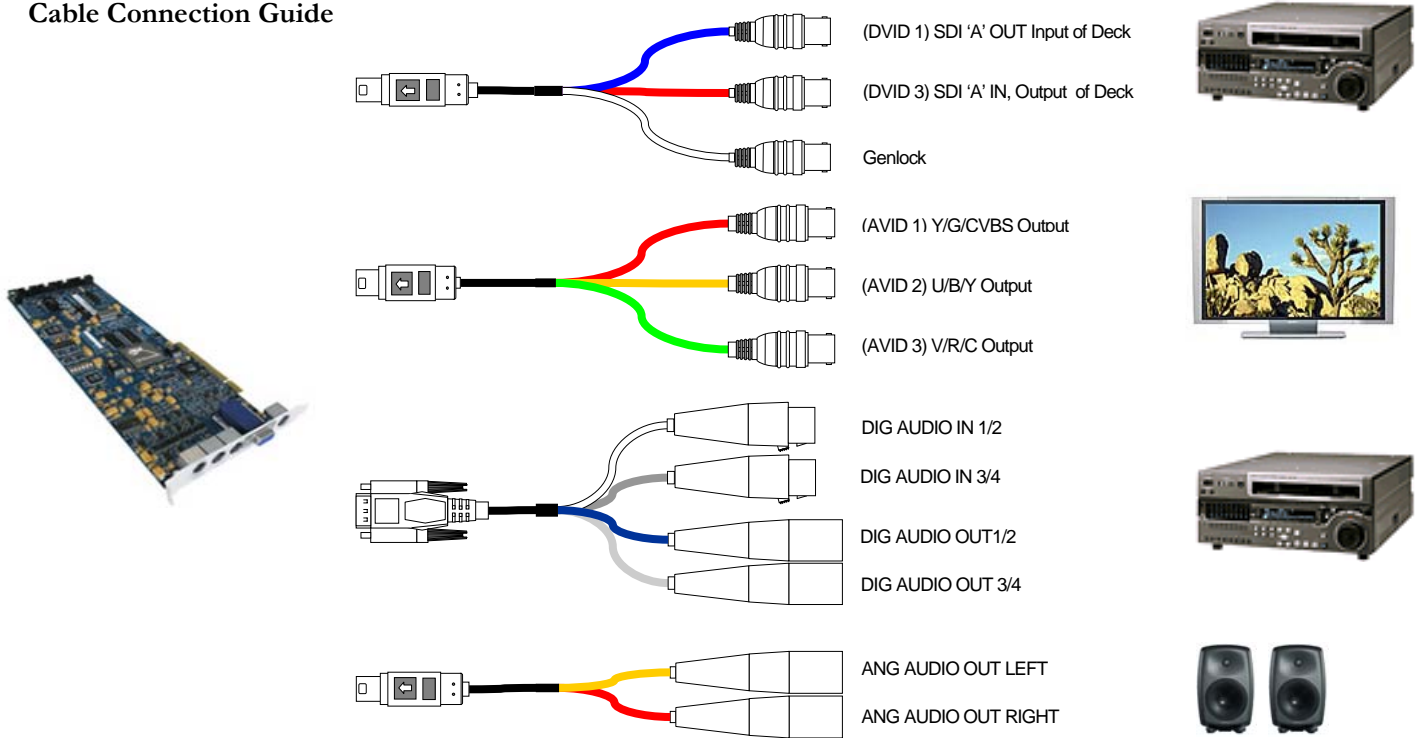 Cable Connection Guide
(DVID 1) SDI 'A' OUT Input of Deck
(DVID 3) SDI 'A' IN, Output of Deck
Genlock
(AVID 1) Y/G/CVBS Output
(AVID 2) U/B/Y Output
(AVID 3) V/R/C Output
DIG AUDIO IN 1/2
DIG AUDIO IN 3/4
DIG AUDIO OUT1/2
DIG AUDIO OUT 3/4
ANG AUDIO OUT LEFT
ANG AUDIO OUT RIGHT